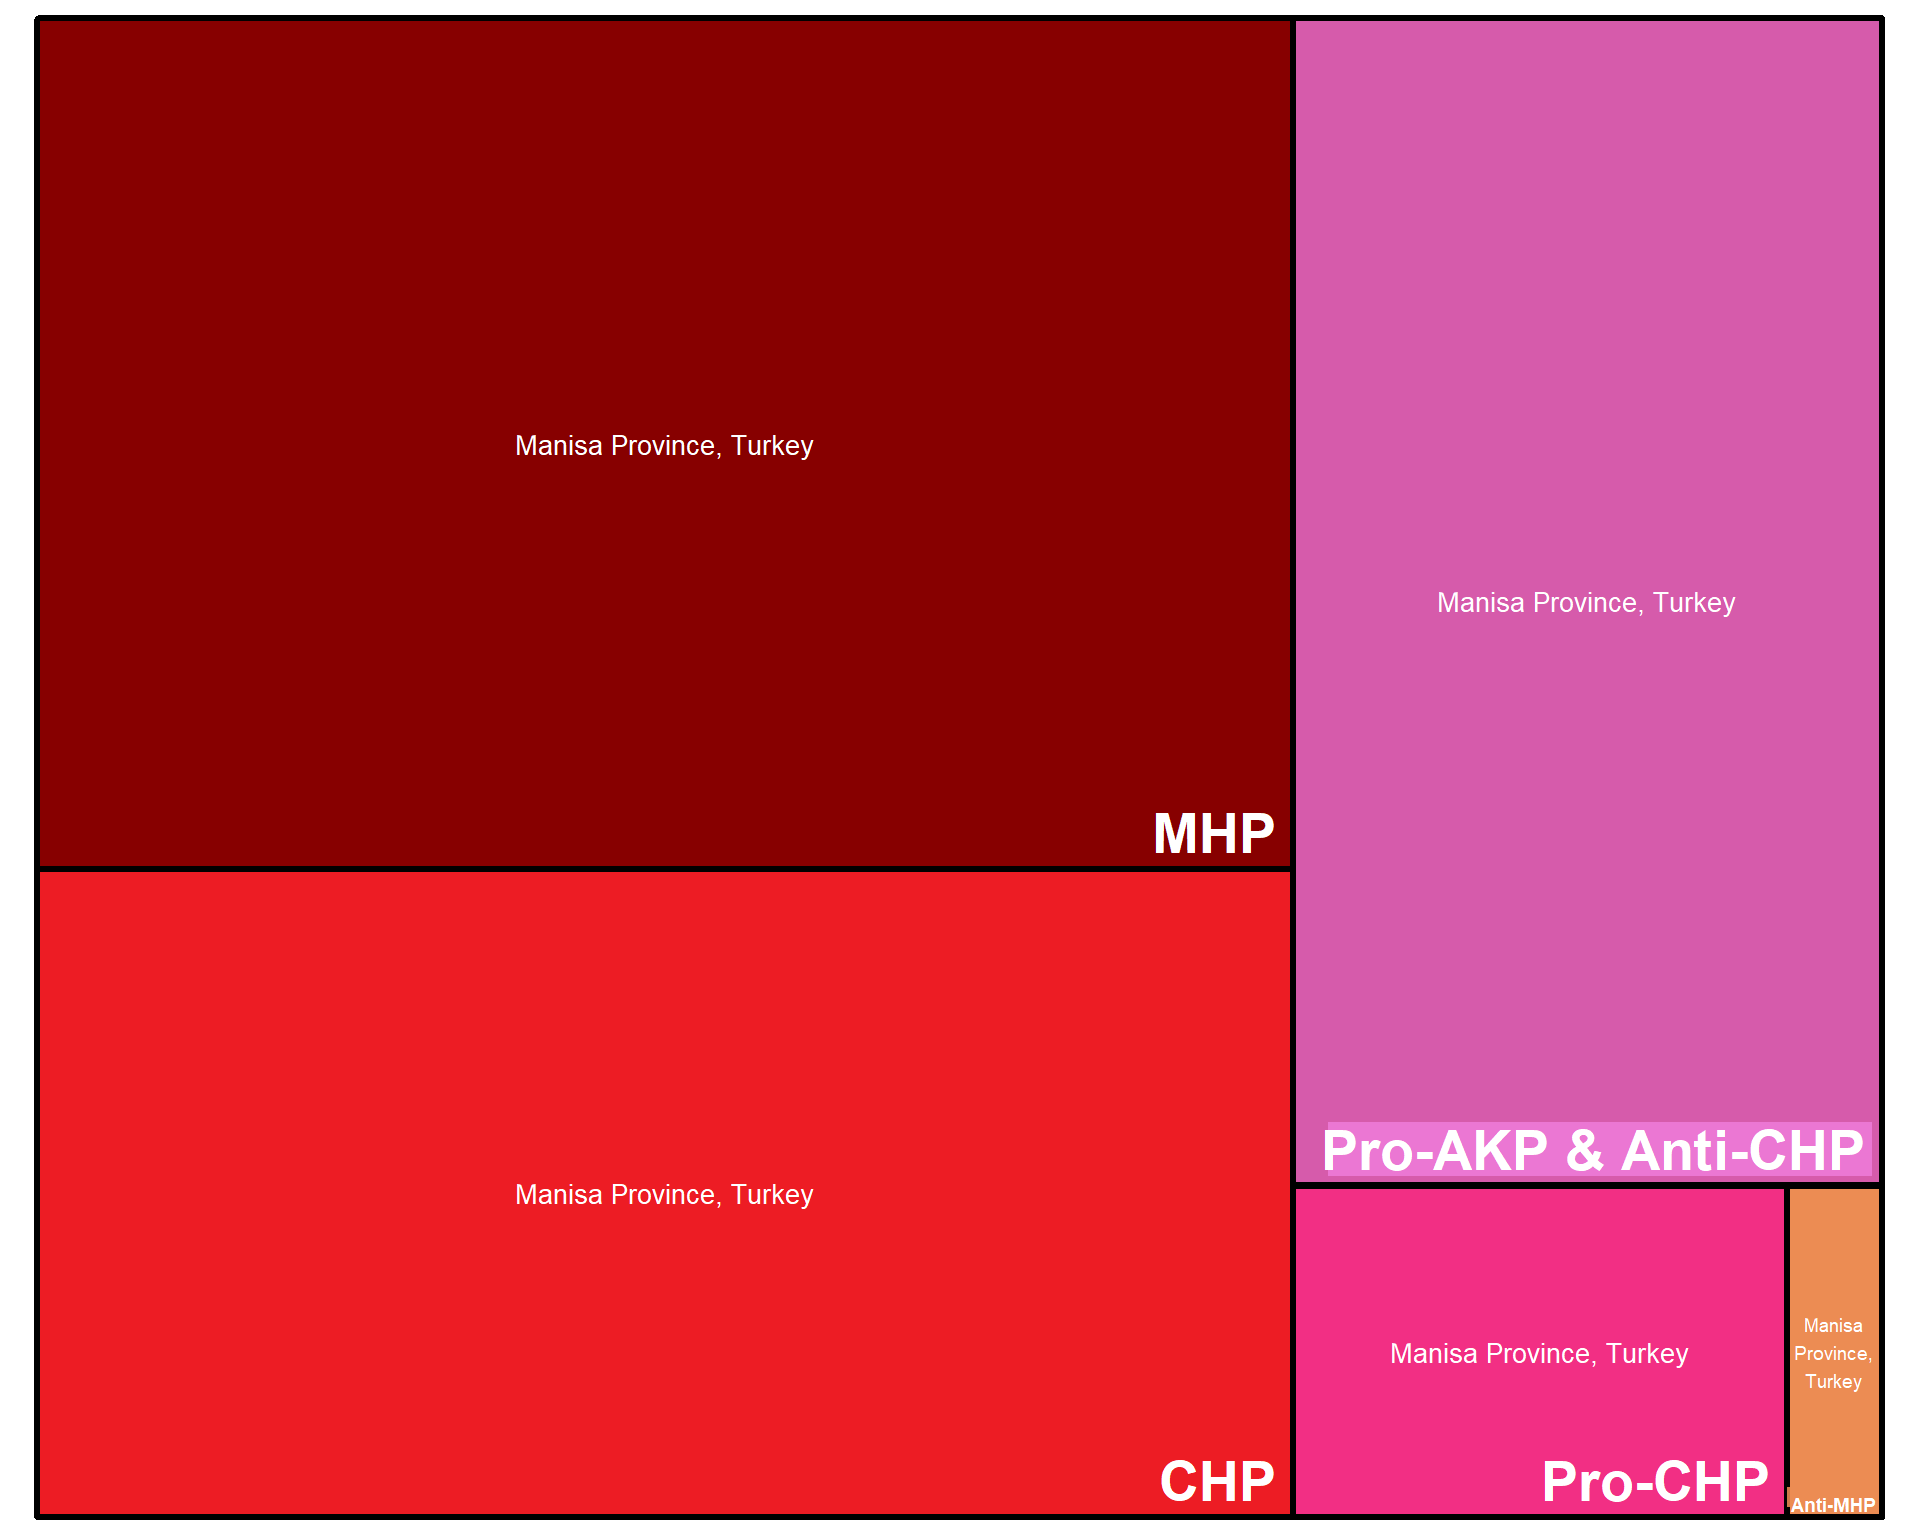 Manisa Province, Turkey
MHP
Manisa Province, Turkey
CHP
Manisa Province, Turkey
Pro-AKP & Anti-CHP
Manisa Province, Turkey
Pro-CHP
Manisa
Province,
Turkey
Anti-MHP